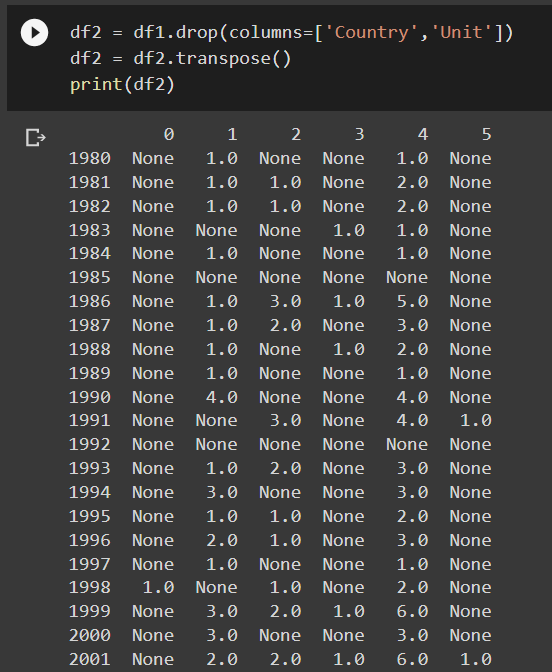 df2 = df1.drop(columns=['Country','Unit'])
df2 = df2.transpose()
print(df2)
0 1 2 3 4 5
1980 None 1.0 None None 1.0 None
1981 None 1.0 1.0 None 2.0 None
1982 None 1.0 1.0 None 2.0 None
1983 None None None 1.0 1.0 None
1984 None 1.0 None None 1.0 None
1985 None None None None None None
1986 None 1.0 3.0 1.0 5.0 None
1987 None 1.0 2.0 None 3.0 None
1988 None 1.0 None 1.0 2.0 None
1989 None 1.0 None None 1.0 None
1990 None 4.0 None None 4.0 None
1991 None None 3.0 None 4.0 1.0
1992 None None None None None None
1993 None 1.0 2.0 None 3.0 None
1994 None 3.0 None None 3.0 None
1995 None 1.0 1.0 None 2.0 None
1996 None 2.0 1.0 None 3.0 None
1997 None 1.0 None None 1.0 None
1998 1.0 None 1.0 None 2.0 None
1999 None 3.0 2.0 1.0 6.0 None
2000 None 3.0 None None 3.0 None
2001 None 2.0 2.0 1.0 6.0 1.0